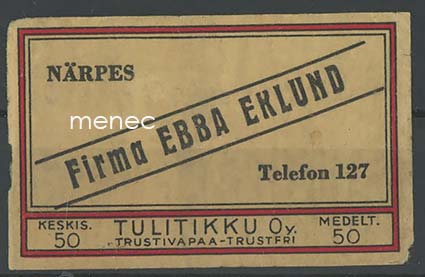 NÄRPES
menec
Firma EBBA EKLUND
Telefon 127
KESKIS.
50
TULITIKKU Oy.
TRUSTIVAPAA-TRUSTFRI
MEDELT.
50